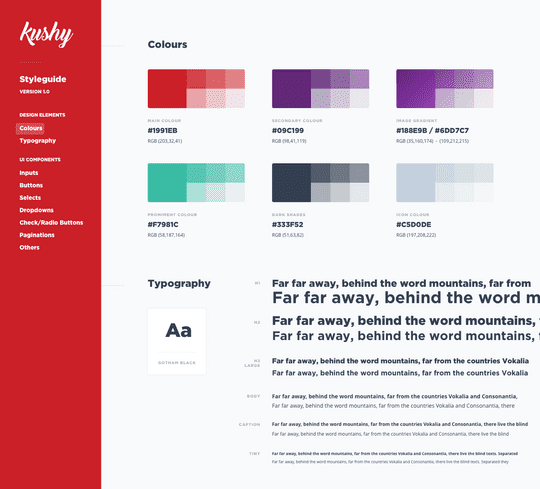 kushy
Styleguide
VERSION 1.0
DESIGN ELEMENTS
Colours
Typography
UI COMPONENTS
Inputs
Buttons
Selects
Dropdowns
Check/Radio Buttons
Paginations
Others
Colours
MAIN COLOUR
#1991EB
RGB (203,32,41)
SECONDARY COLOUR
#09C199
RGB (98,41,119)
IMAGE GRADIENT
#188E9B / #6DD7C7
RGB (35,160,174) - (109,212,215)
PROMINENT COLOUR
#F7981C
RGB (58,187,164)
DARK SHADES
#333F52
RGB (51,63,82)
ICON COLOUR
#C5D0DE
RGB (197,208,222)
Typography
Aa
GOTHAM BLACK
H1
Far far away, behind the word mountains, far from
Far far away, behind the word m
H2
Far far away, behind the word mountains,
Far far away, behind the word mountains,
H3
LARGE
Far far away, behind the word mountains, far from the countries Vokalia
Far far away, behind the word mountains, far from the countries Vokalia
BODY
Far far away, behind the word mountains, far from the countries Vokalia and Consonantia,
Far far away, behind the word mountains, far from the countries Vokalia and Consonantia, there
CAPTION
Far far away, behind the word mountains, far from the countries Vokalia and Consonantia, there live the blind
Far far away, behind the word mountains, far from the countries Vokalia and Consonantia, there live the blind
TINY
Far far away, behind the word mountains, far from the countries Vokalia and Consonantia, there live the blind texts. Separated
Far far away, behind the word mountains, far from the countries Vokalia and Consonantia, there live the blind texts. Separated they